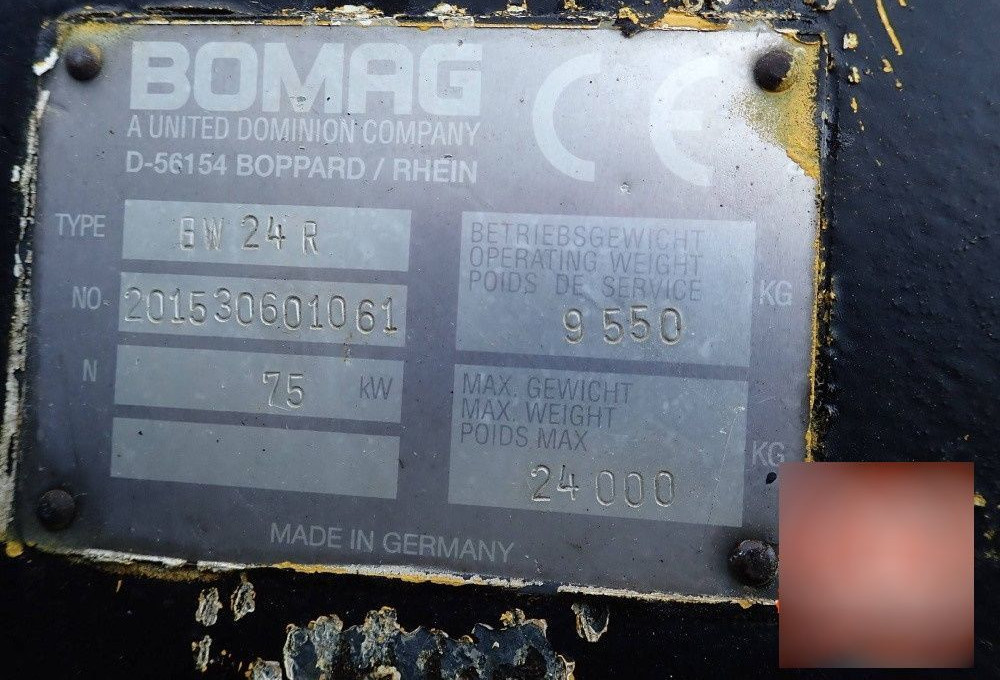 BOMAG
A UNITED DOMINION COMPANY
D-56154 BOPPARD / RHEIN
CE
TYPE BW 24 R
NO 201530601061
N 75 kW
BETRIEBSGEWICHT
OPERATING WEIGHT
POIDS DE SERVICE
9 550 KG
MAX. GEWICHT
MAX. WEIGHT
POIDS MAX
24 000 KG
MADE IN GERMANY